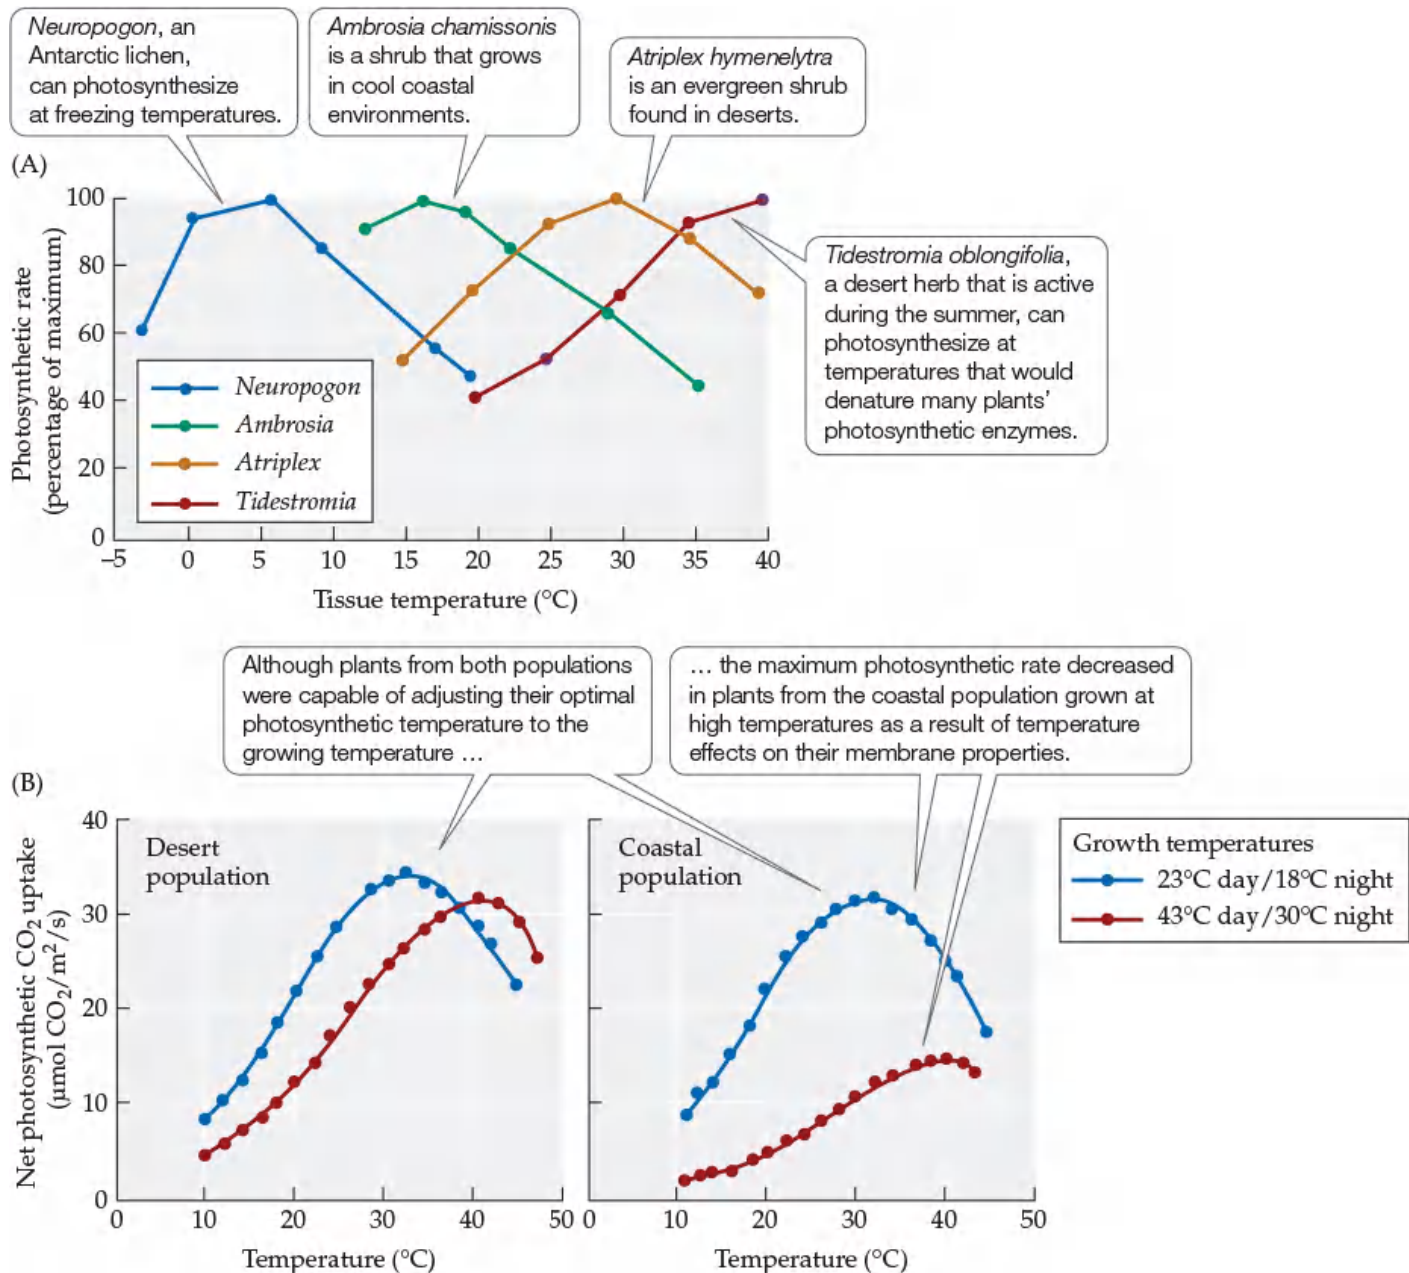 Neuropogon, an
Antarctic lichen,
can photosynthesize
at freezing temperatures.
Ambrosia chamissonis
is a shrub that grows
in cool coastal
environments.
Atriplex hymenelytra
is an evergreen shrub
found in deserts.
(A)
Photosynthetic rate
(percentage of maximum)
100
80
60
40
20
0
Neuropogon
Ambrosia
Atriplex
Tidestromia
Tidestromia oblongifolia,
a desert herb that is active
during the summer, can
photosynthesize at
temperatures that would
denature many plants’
photosynthetic enzymes.
–5 0 5 10 15 20 25 30 35 40
Tissue temperature (°C)
Although plants from both populations
were capable of adjusting their optimal
photosynthetic temperature to the
growing temperature …
… the maximum photosynthetic rate decreased
in plants from the coastal population grown at
high temperatures as a result of temperature
effects on their membrane properties.
(B)
Net photosynthetic CO₂ uptake
(µmol CO₂/m²/s)
40
30
20
10
0
Desert
population
0 10 20 30 40 50
Temperature (°C)
Coastal
population
0 10 20 30 40 50
Temperature (°C)
Growth temperatures
23°C day/18°C night
43°C day/30°C night